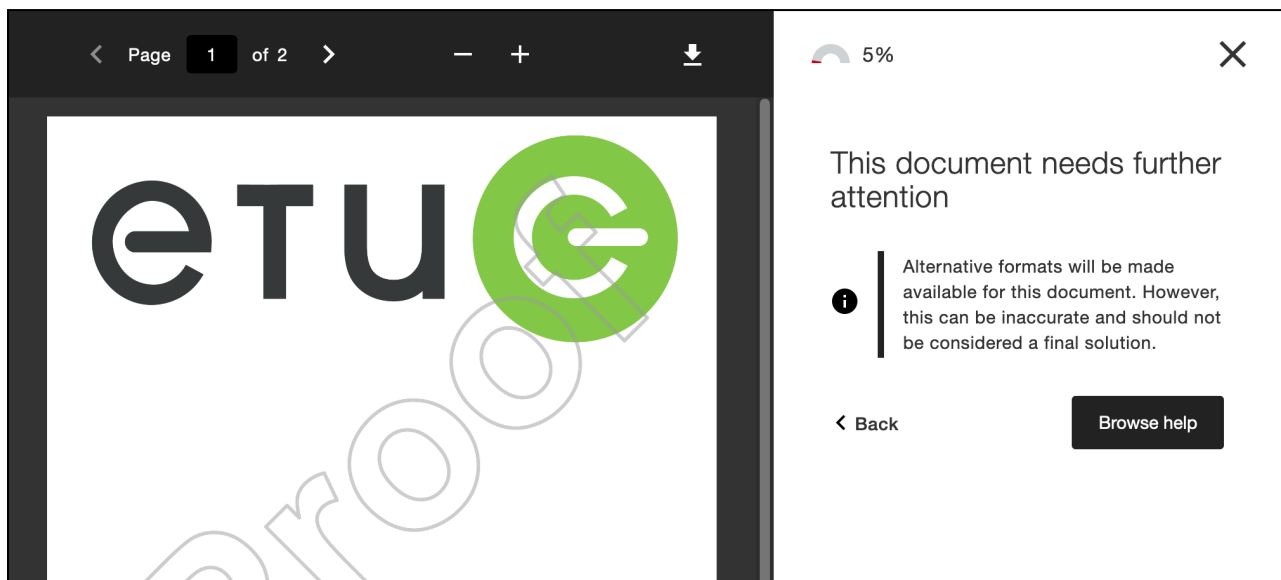 Page 1 of 2
5%
eTUG
Proof
This document needs further
attention
Alternative formats will be made
available for this document. However,
this can be inaccurate and should not
be considered a final solution.
Back
Browse help